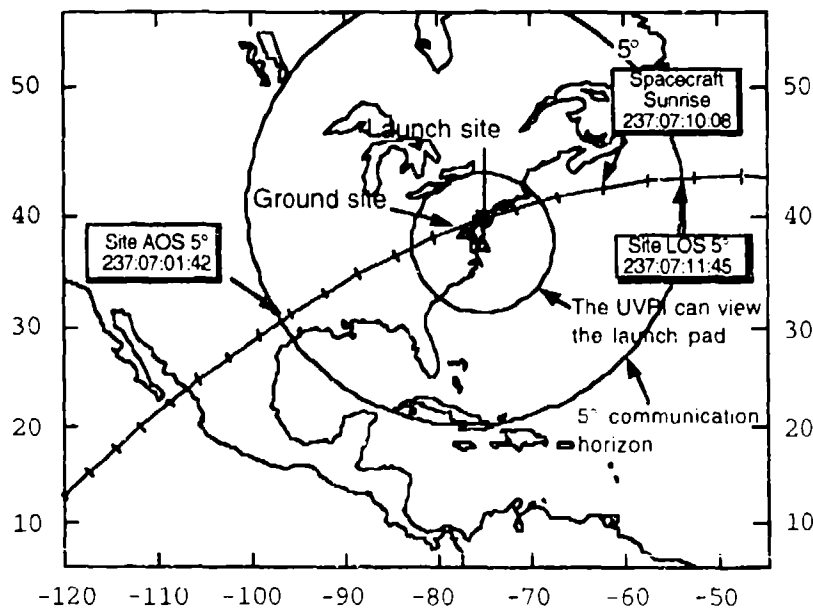 5°
Spacecraft
Sunrise
237:07:10:08
Launch site
Ground site
Site AOS 5°
237:07:01:42
Site LOS 5°
237:07:11:45
The UVPI can view
the launch pad
5° communication
horizon
50
40
30
20
10
50
40
30
20
10
-120 -110 -100 -90 -80 -70 -60 -50